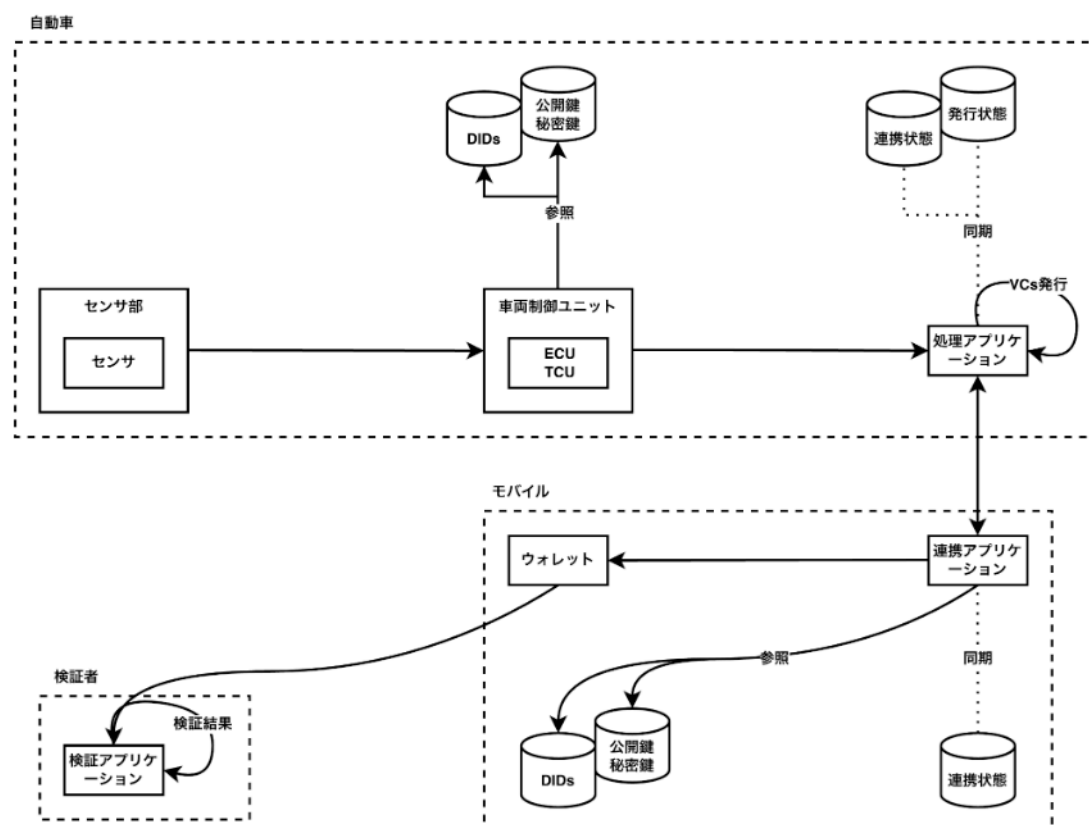 自動車
公開鍵
秘密鍵
DIDs
発行状態
連携状態
参照
同期
VCs発行
センサ部
センサ
車両制御ユニット
ECU
TCU
処理アプリケ
ーション
モバイル
ウォレット
連携アプリケ
ーション
参照
同期
検証者
検証結果
検証アプリケ
ーション
公開鍵
秘密鍵
DIDs
連携状態